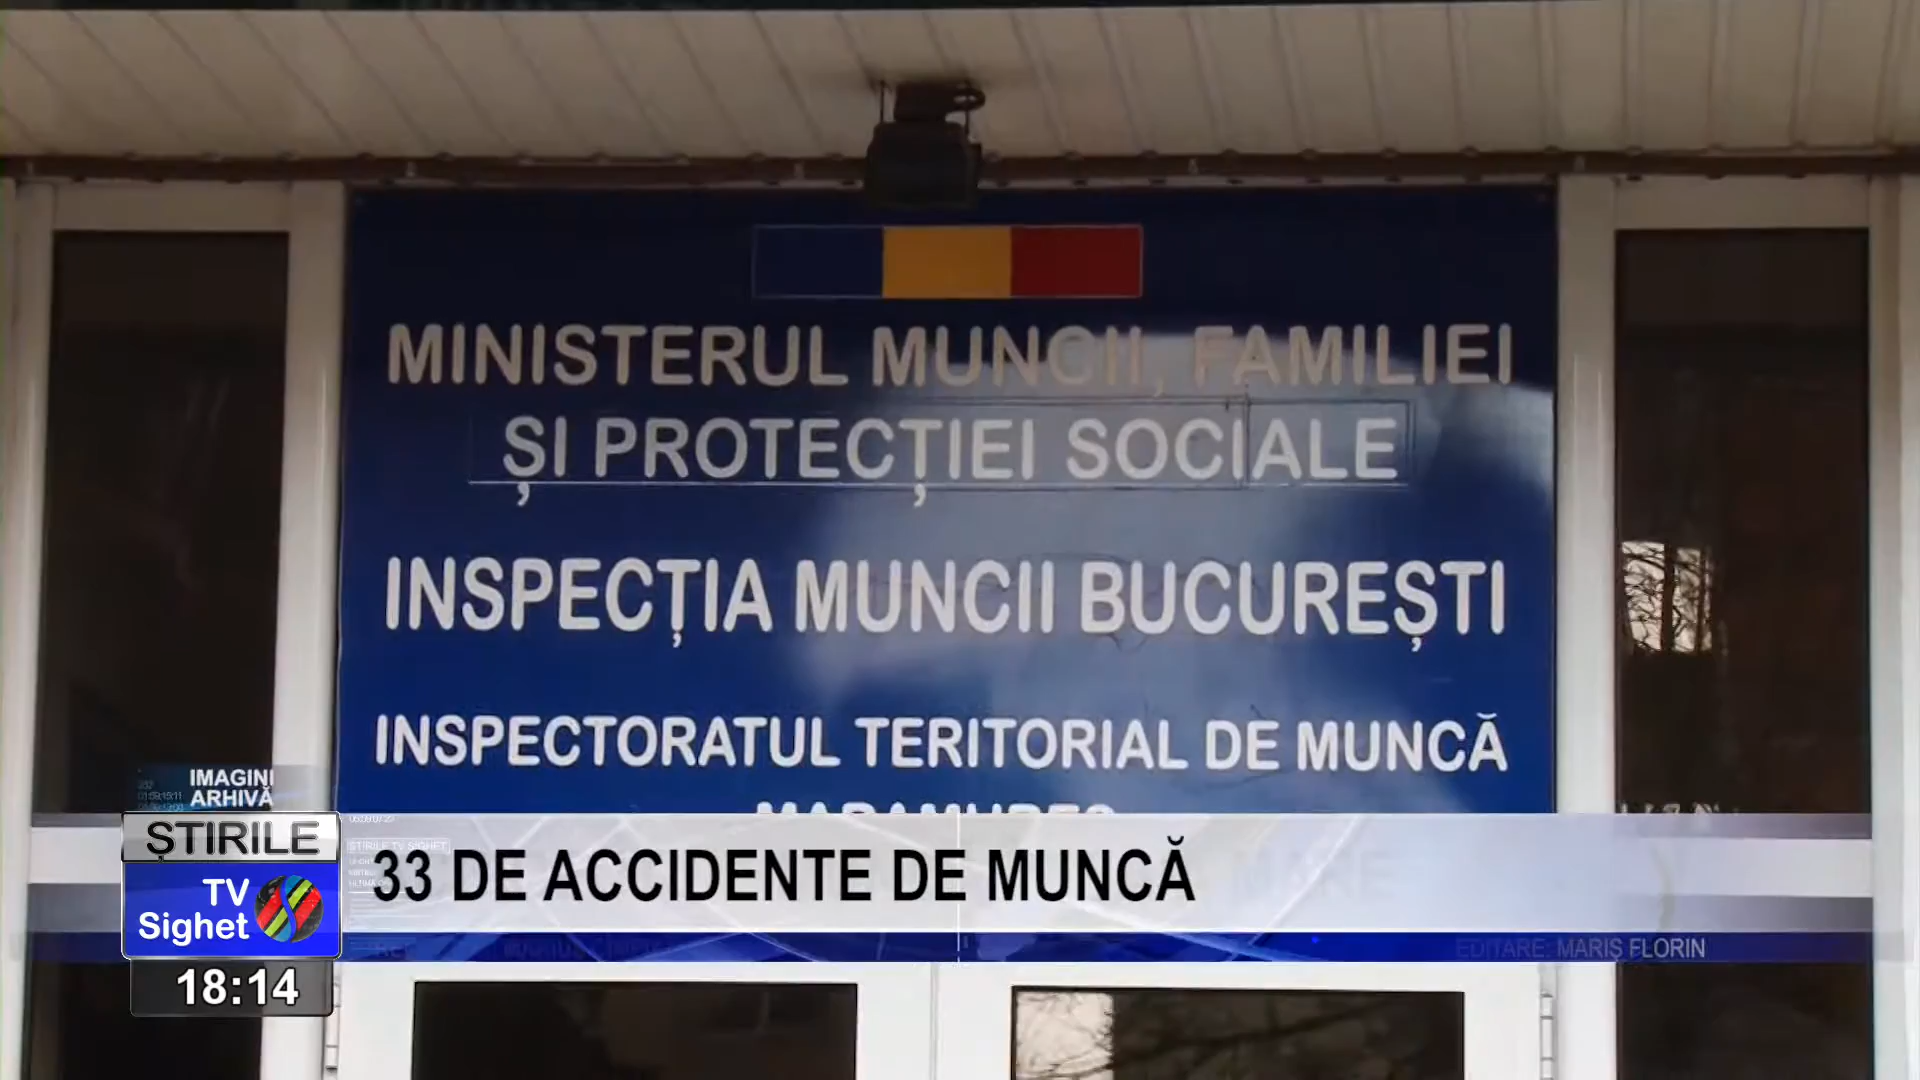 MINISTERUL MUNCII, FAMILIEI
ȘI PROTECȚIEI SOCIALE
INSPECȚIA MUNCII BUCUREȘTI
INSPECTORATUL TERITORIAL DE MUNCĂ
MARAMUREȘ
IMAGINI
ARHIVĂ
ȘTIRILE
TV
Sighet
33 DE ACCIDENTE DE MUNCĂ
EDITARE: MARIȘ FLORIN
18:14